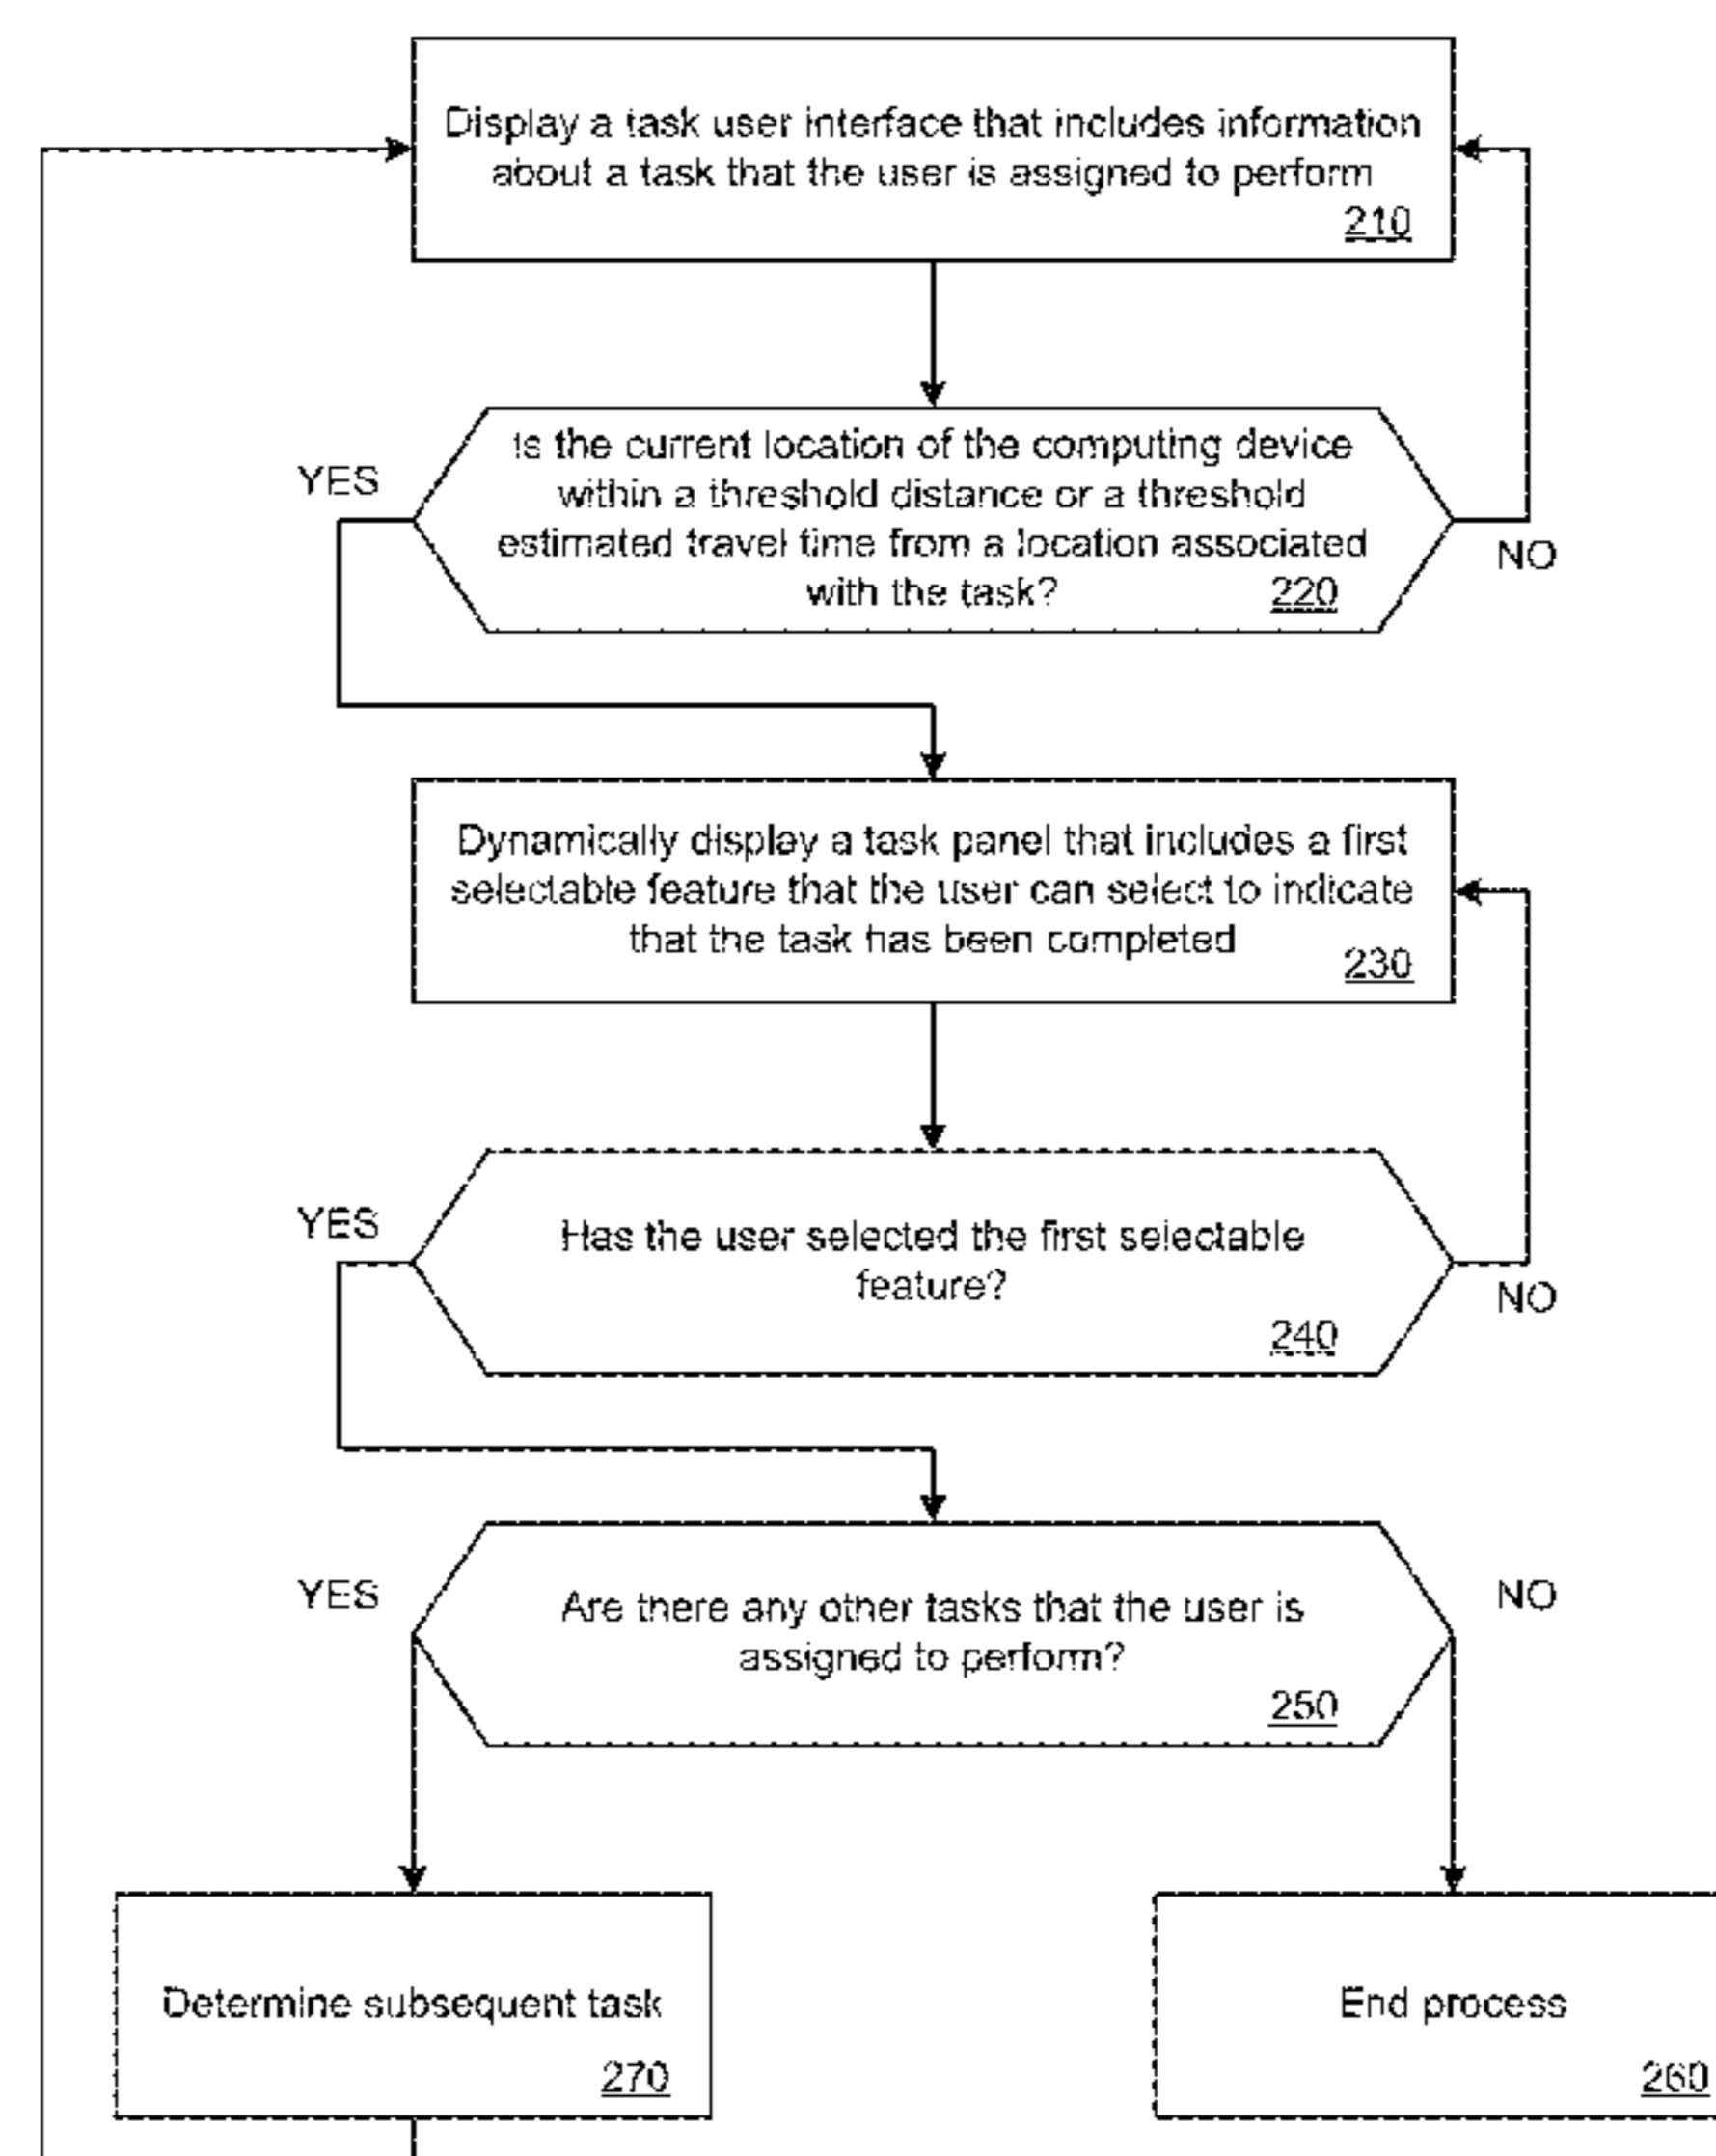 Display a task user interface that includes information
about a task that the user is assigned to perform
210
Is the current location of the computing device
within a threshold distance or a threshold
estimated travel time from a location associated
with the task?
220
YES
NO
Dynamically display a task panel that includes a first
selectable feature that the user can select to indicate
that the task has been completed
230
Has the user selected the first selectable
feature?
240
YES
NO
Are there any other tasks that the user is
assigned to perform?
250
YES
NO
Determine subsequent task
270
End process
260